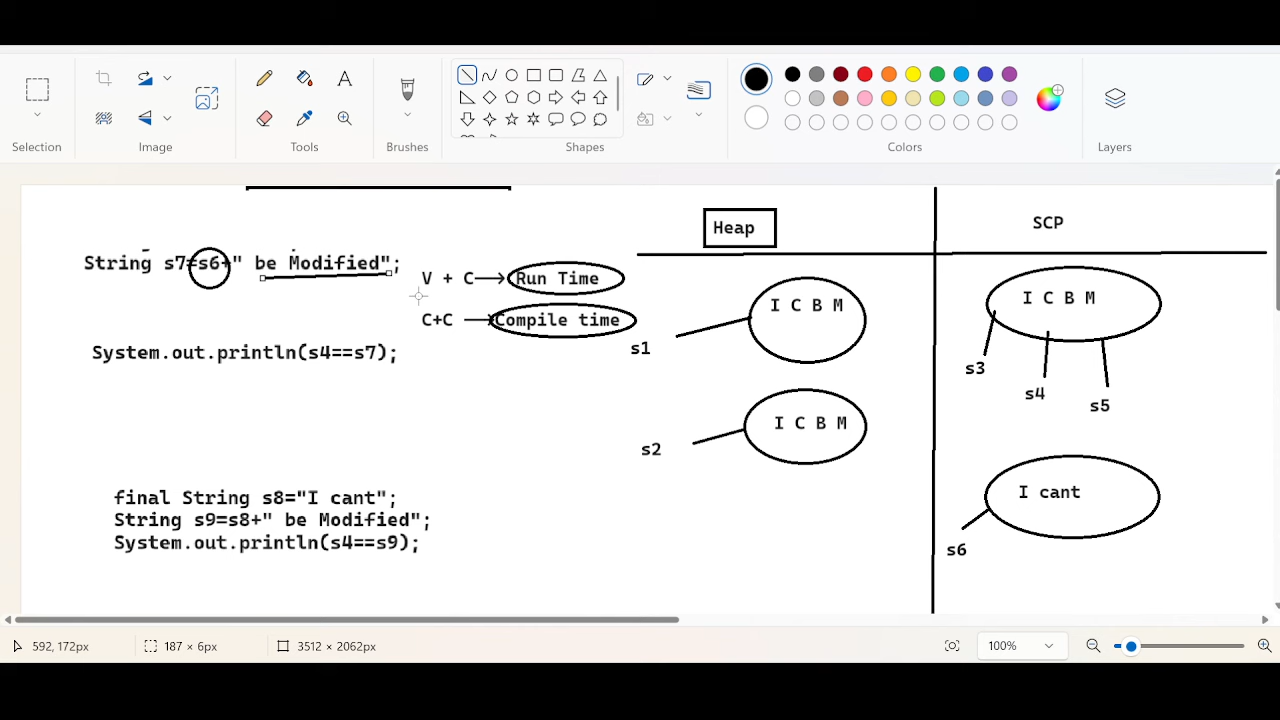 Selection
Image
Tools
Brushes
Shapes
Colors
Layers
String s7=s6+" be Modified";
V + C → Run Time
C+C → Compile time
System.out.println(s4==s7);
final String s8="I cant";
String s9=s8+" be Modified";
System.out.println(s4==s9);
Heap
SCP
I C B M
s1
I C B M
s2
I C B M
s3
s4
s5
I cant
s6
592, 172px
187 × 6px
3512 × 2062px
100%